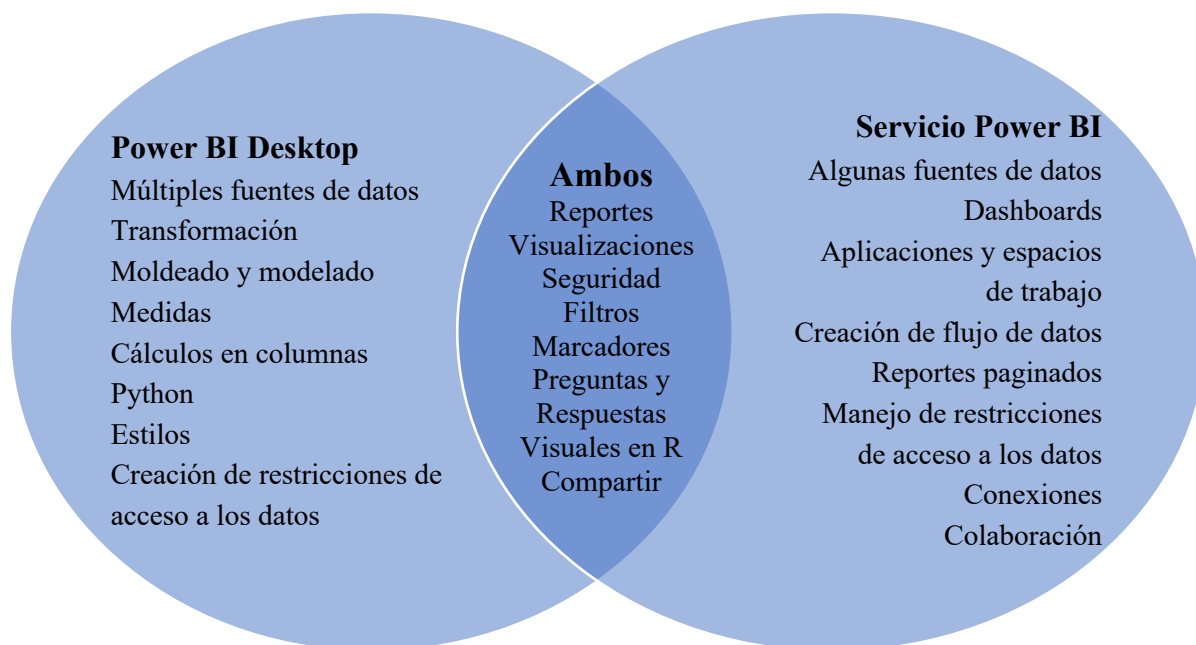 Power BI Desktop
Múltiples fuentes de datos
Transformación
Moldeado y modelado
Medidas
Cálculos en columnas
Python
Estilos
Creación de restricciones de
acceso a los datos
Ambos
Reportes
Visualizaciones
Seguridad
Filtros
Marcadores
Preguntas y
Respuestas
Visuales en R
Compartir
Servicio Power BI
Algunas fuentes de datos
Dashboards
Aplicaciones y espacios
de trabajo
Creación de flujo de datos
Reportes paginados
Manejo de restricciones
de acceso a los datos
Conexiones
Colaboración